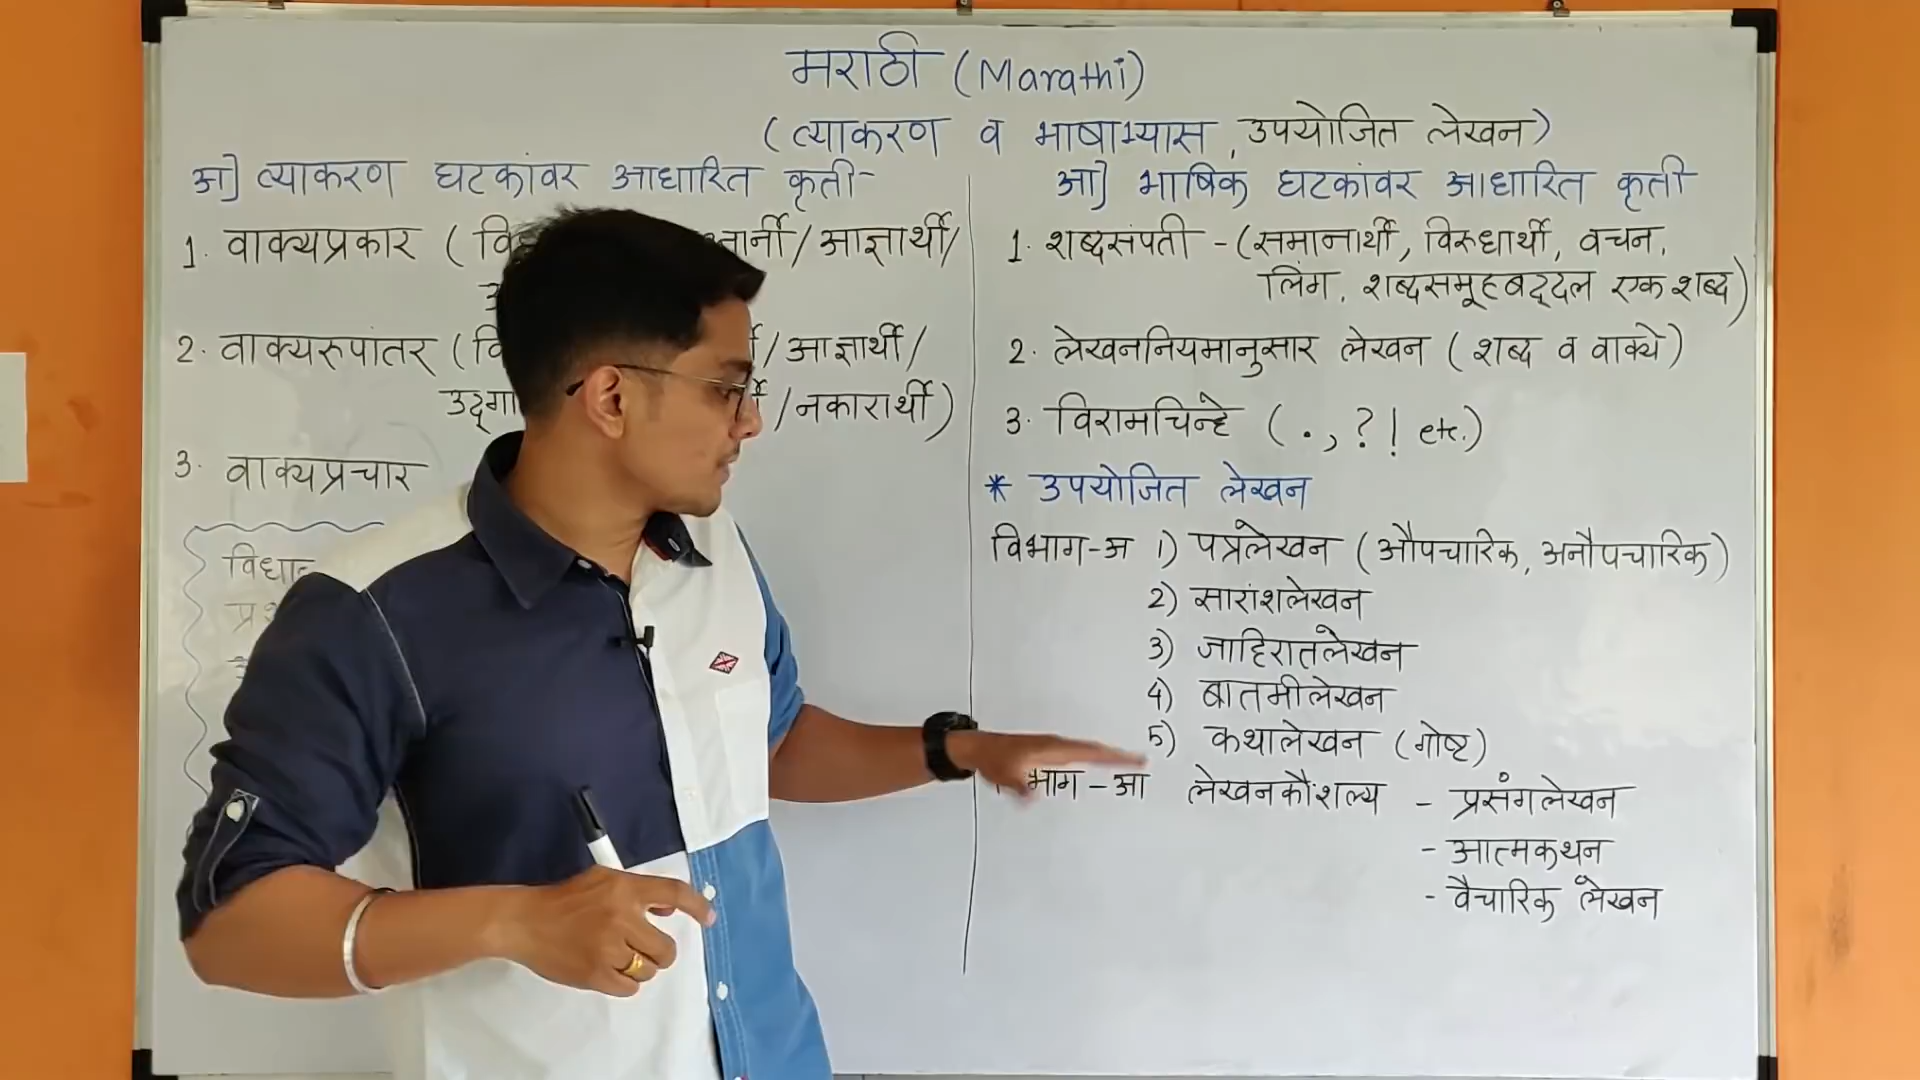 मराठी (Marathi)
(व्याकरण व भाषाभ्यास, उपयोजित लेखन)
अ] व्याकरण घटकांवर आधारित कृती-
1. वाक्यप्रकार ( / आज्ञार्थी/
2. वाक्यरुपांतर ( /आज्ञार्थी/
/नकारार्थी)
3. वाक्यप्रचार
आ] भाषिक घटकांवर आधारित कृती
1. शब्दसंपती - (समानार्थी, विरुधार्थी, वचन,
लिंग, शब्दसमूहबद्दल एक शब्द)
2. लेखननियमानुसार लेखन (शब्द व वाक्ये)
3. विरामचिन्हे (. , ? ! etc.)
* उपयोजित लेखन
विभाग-अ 1) पत्रलेखन (औपचारिक, अनौपचारिक)
2) सारांशलेखन
3) जाहिरातलेखन
4) बातमीलेखन
5) कथालेखन (गोष्ट)
भाग - आ लेखनकौशल्य - प्रसंगलेखन
- आत्मकथन
- वैचारिक लेखन